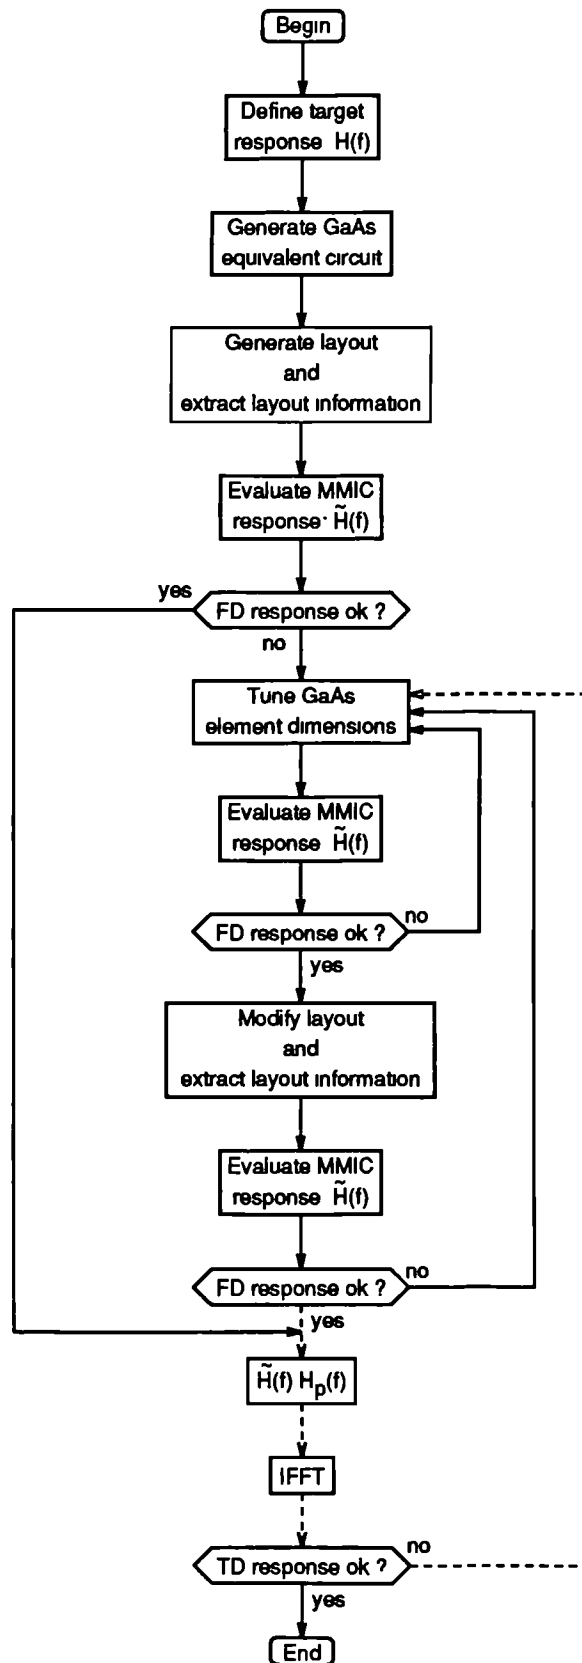 Begin
Define target
response H(f)
Generate GaAs
equivalent circuit
Generate layout
and
extract layout information
Evaluate MMIC
response H̃(f)
yes
FD response ok ?
no
Tune GaAs
element dimensions
Evaluate MMIC
response H̃(f)
FD response ok ?
no
yes
Modify layout
and
extract layout information
Evaluate MMIC
response H̃(f)
FD response ok ?
no
yes
H̃(f) Hp(f)
IFFT
TD response ok ?
no
yes
End